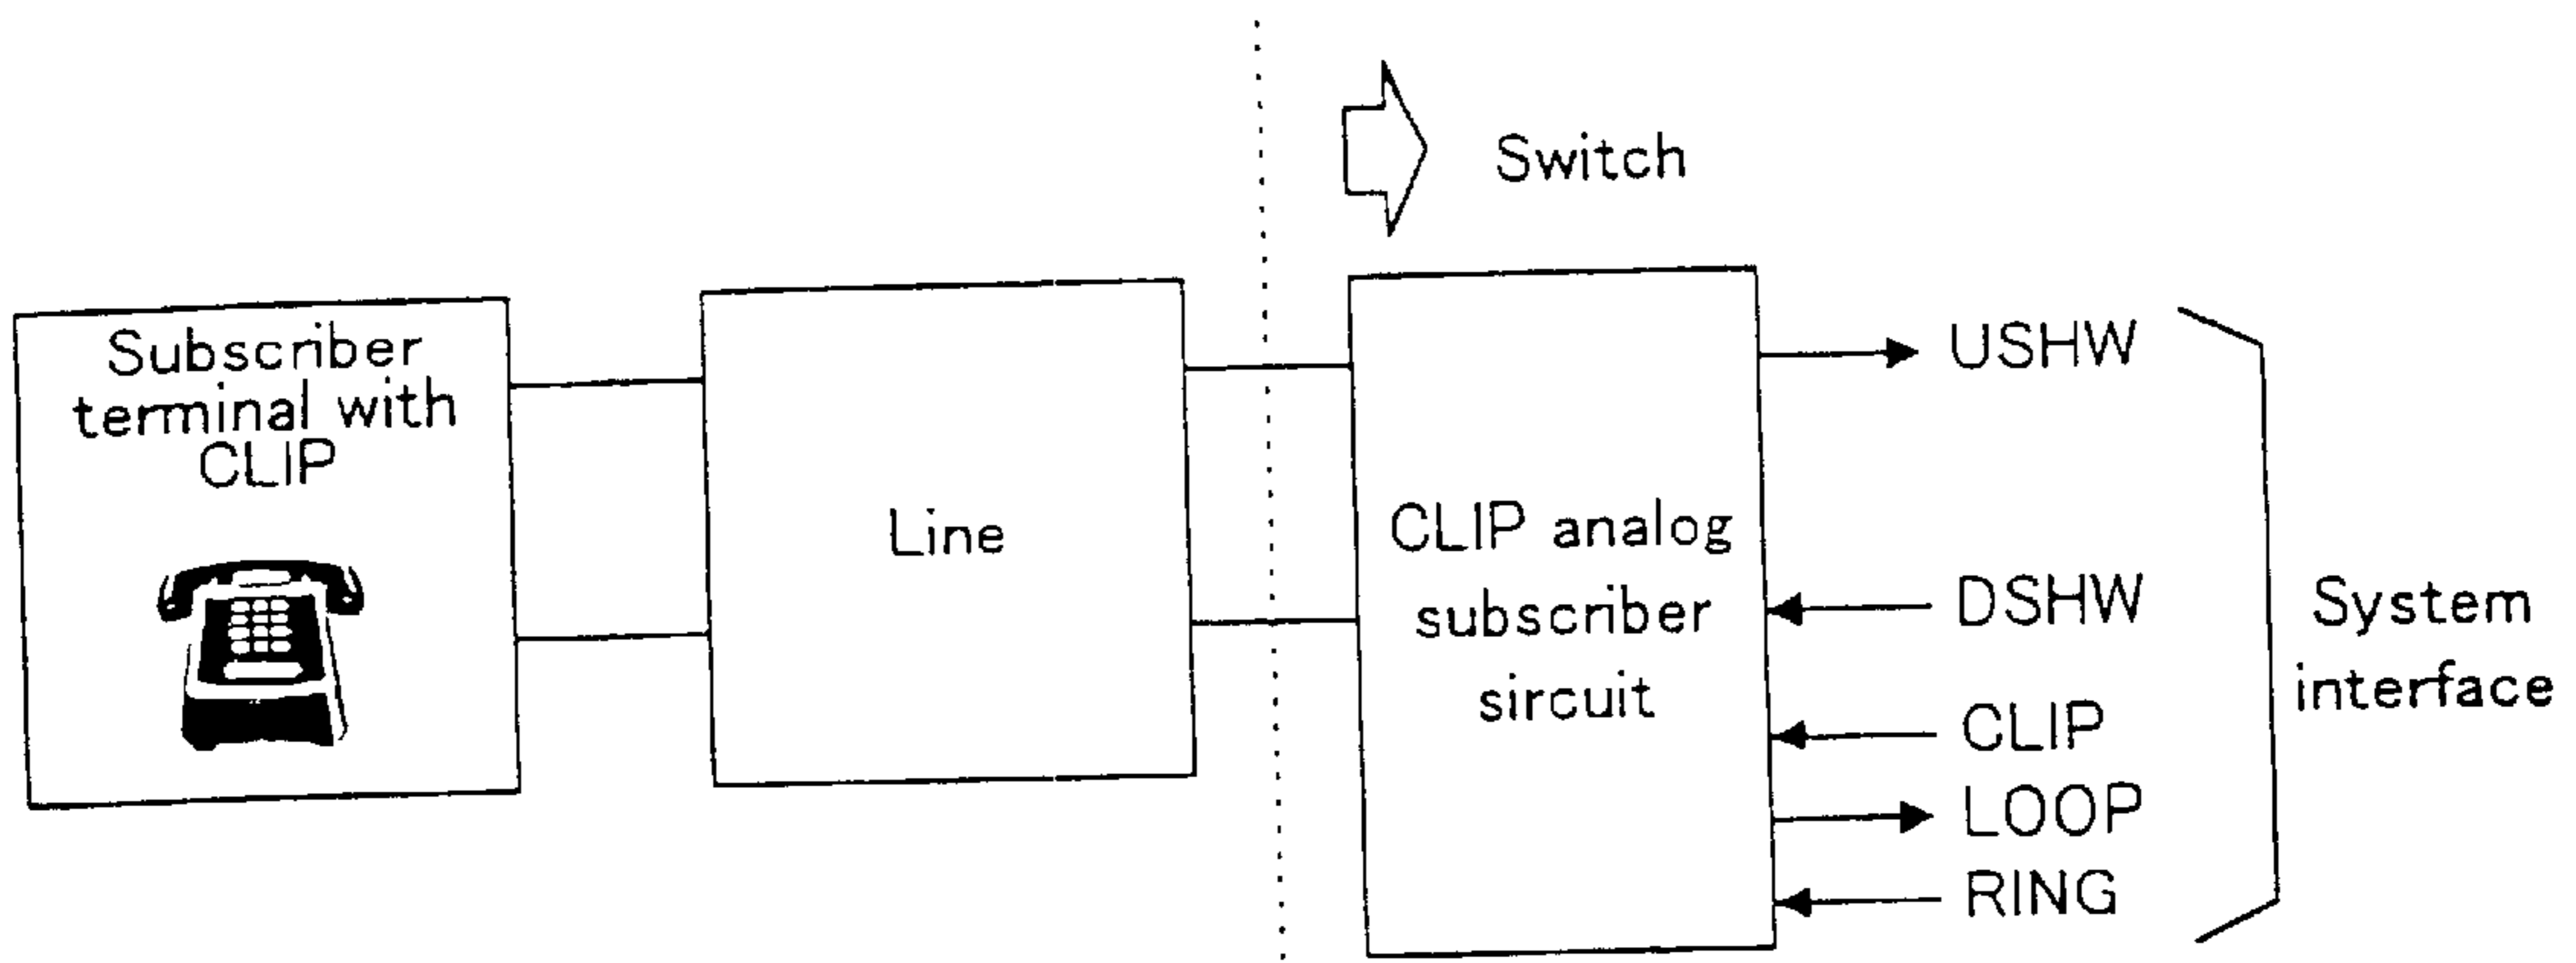 Switch
Subscriber
terminal with
CLIP
Line
CLIP analog
subscriber
sircuit
USHW
DSHW
CLIP
LOOP
RING
System
interface